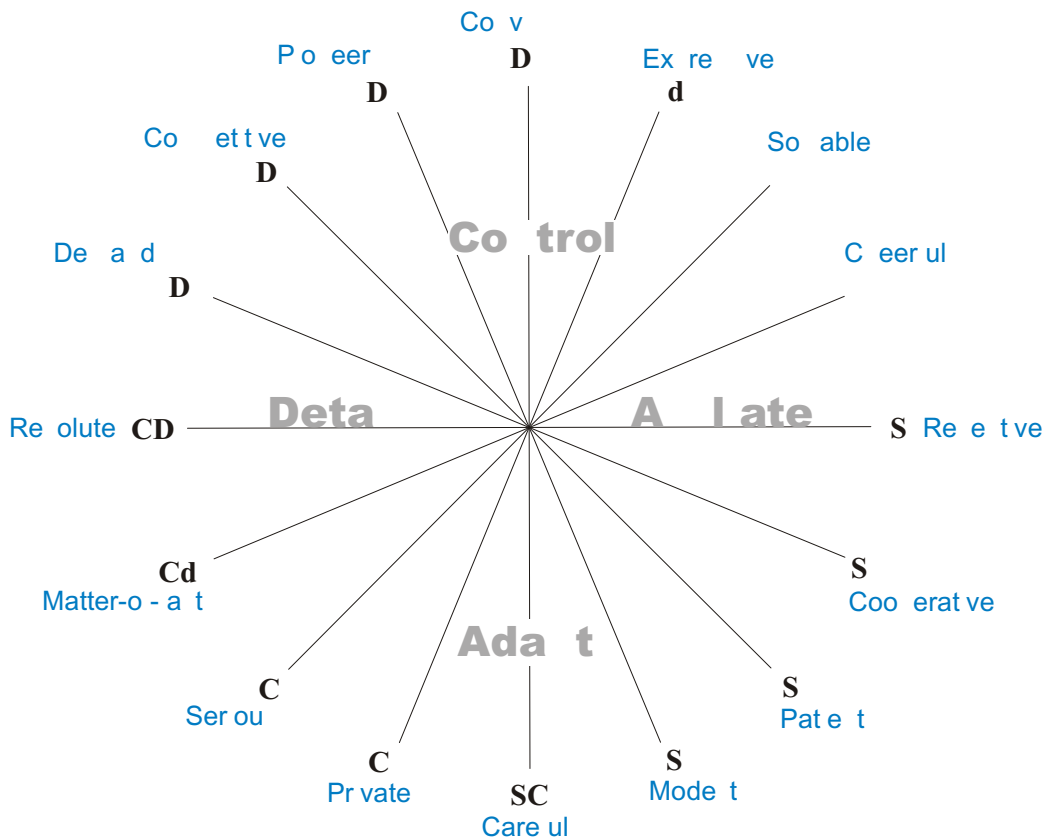 Co v
D
P o eer
D
Ex re ve
d
Co et t ve
D
So able
Co trol
De a d
D
C eer ul
Deta
A l ate
Re olute CD
S Re e t ve
Cd
Matter-o - a t
S
Coo erat ve
Ada t
C
Ser ou
S
Pat e t
C
Pr vate
S
Mode t
SC
Care ul